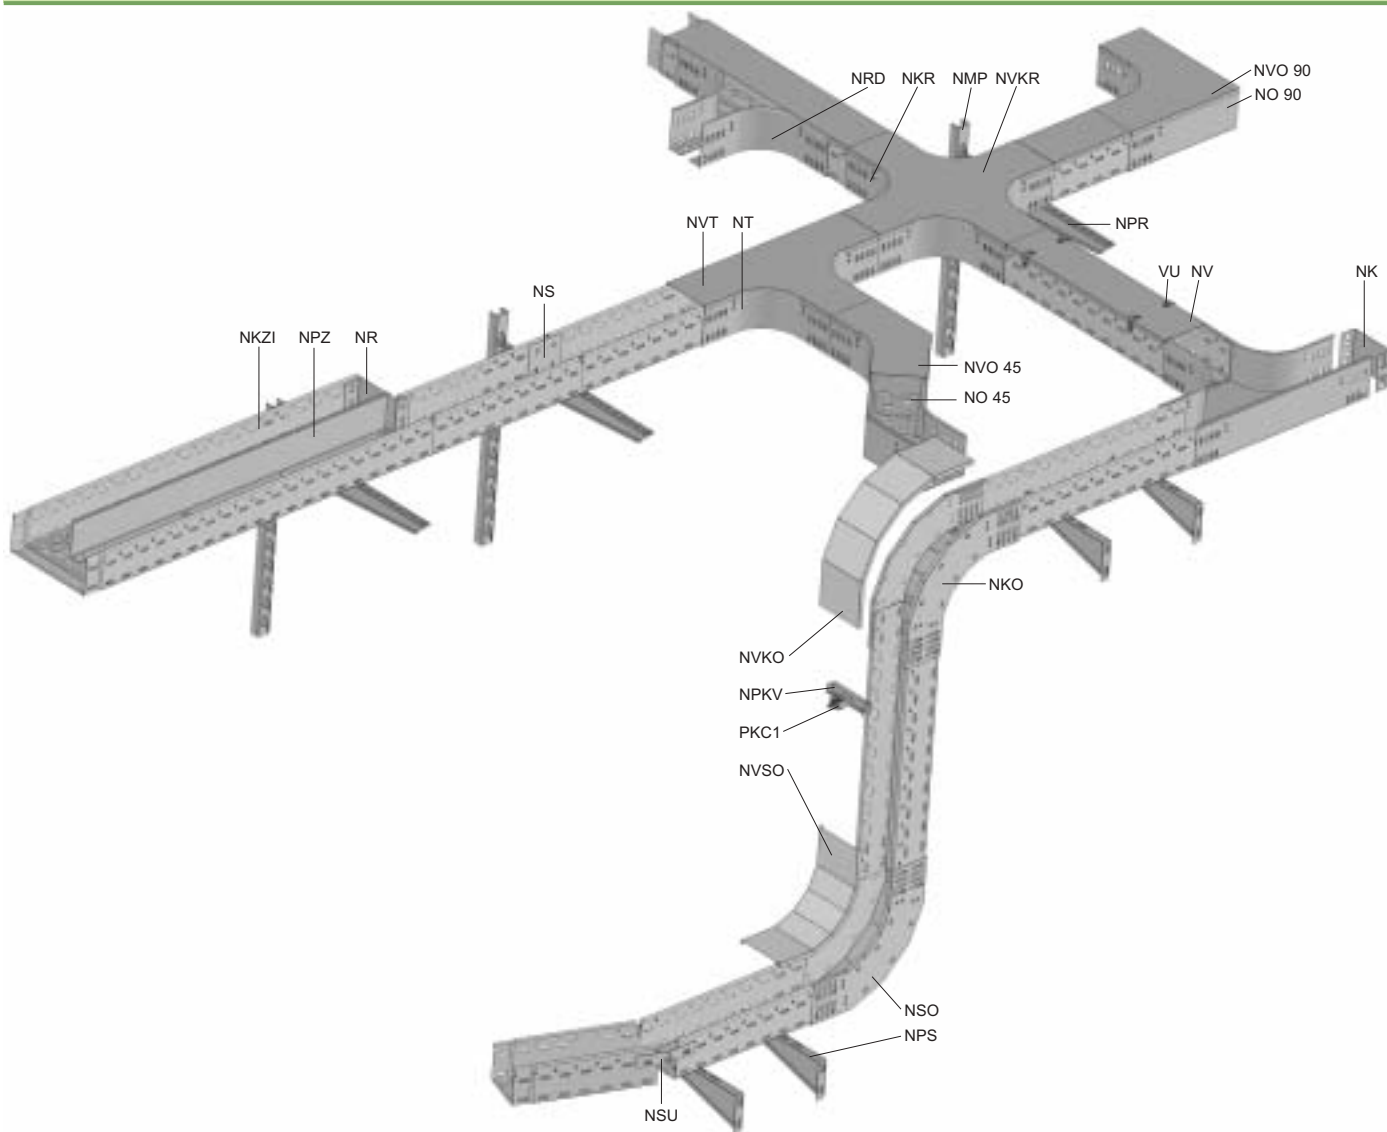 NRD NKR NMP NVKR
NVO 90
NO 90
NVT NT
NPR
NS
VU NV
NK
NKZI NPZ NR
NVO 45
NO 45
NKO
NVKO
NPKV
PKC1
NVSO
NSO
NPS
NSU